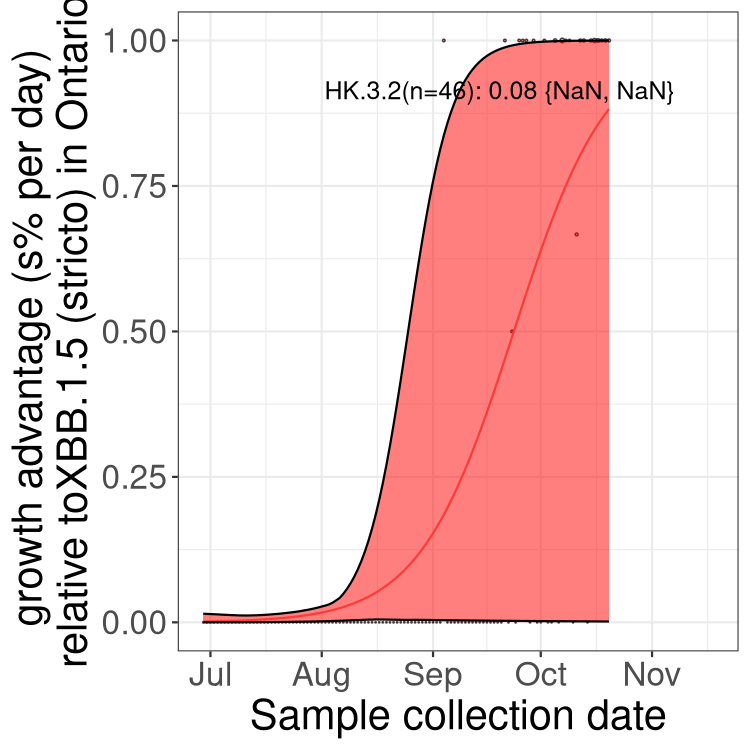 growth advantage (s% per day)
relative toXBB.1.5 (stricto) in Ontario
1.00
0.75
0.50
0.25
0.00
HK.3.2(n=46): 0.08 {NaN, NaN}
Jul Aug Sep Oct Nov
Sample collection date